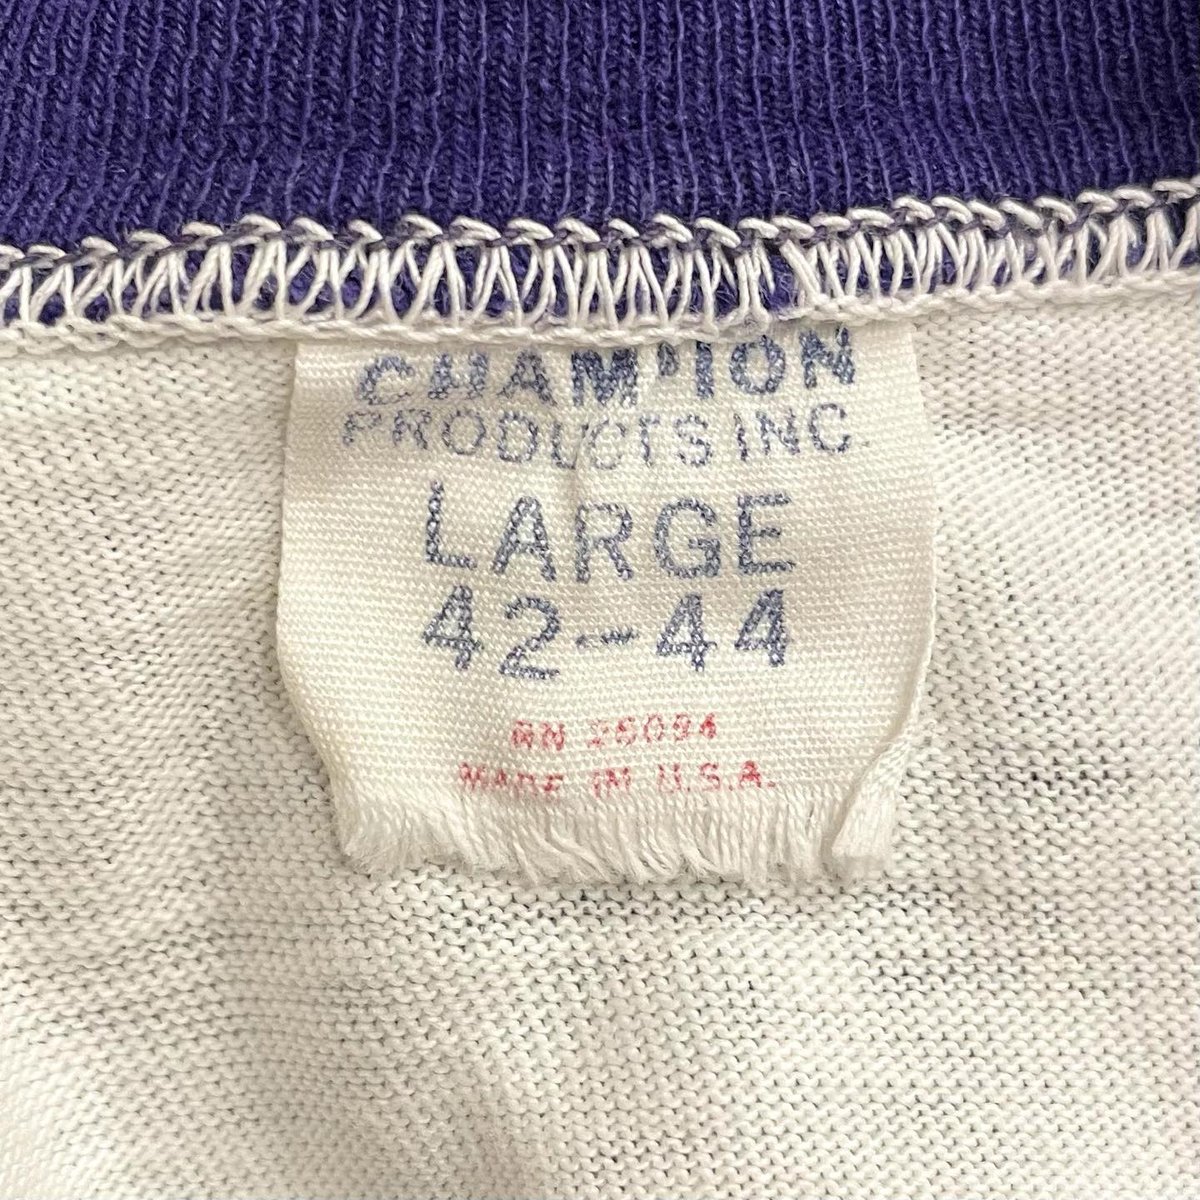 CHAMPION
PRODUCTS INC.
LARGE
42-44
RN 26094
MADE IN U.S.A.